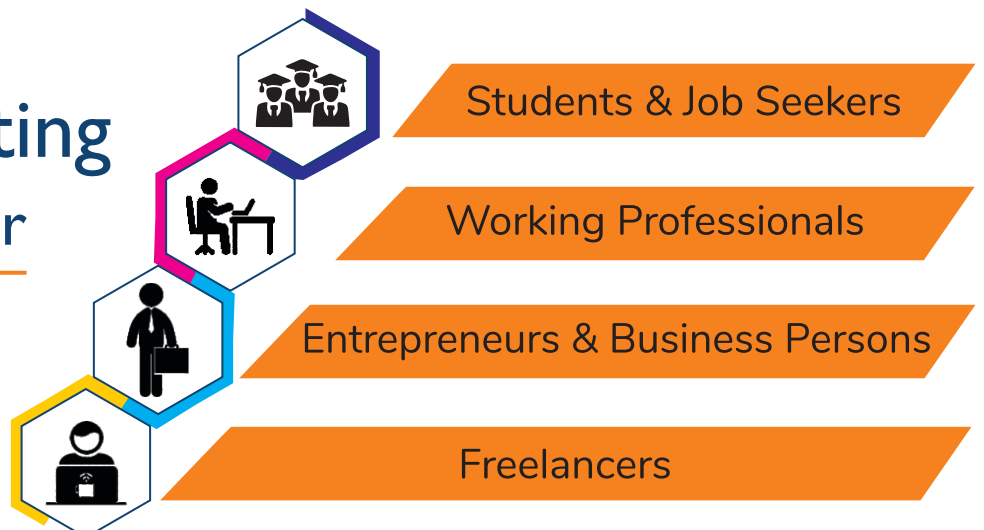 ting
r
Students & Job Seekers
Working Professionals
Entrepreneurs & Business Persons
Freelancers